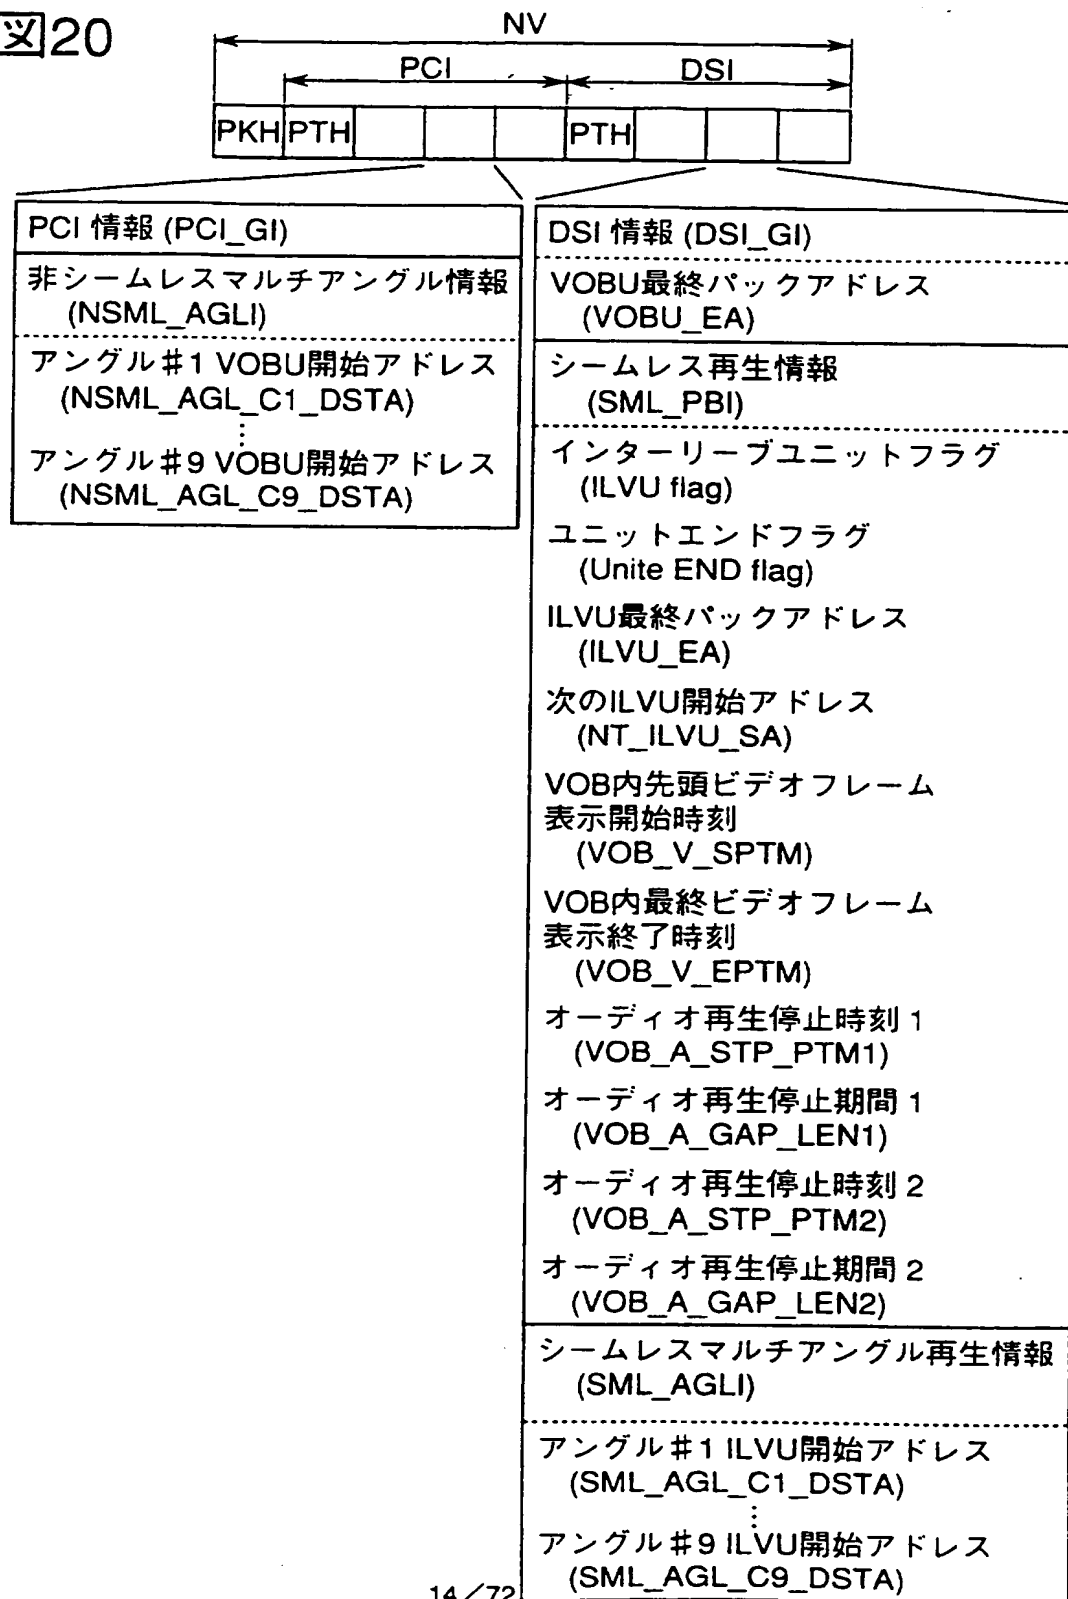 図20
NV
PCI
DSI
PKH
PTH
PTH
PCI 情報 (PCI_GI)
非シームレスマルチアングル情報
(NSML_AGLI)
アングル#1 VOBU開始アドレス
(NSML_AGL_C1_DSTA)
⋮
アングル#9 VOBU開始アドレス
(NSML_AGL_C9_DSTA)
DSI 情報 (DSI_GI)
VOBU最終パックアドレス
(VOBU_EA)
シームレス再生情報
(SML_PBI)
インターリーブユニットフラグ
(ILVU flag)
ユニットエンドフラグ
(Unite END flag)
ILVU最終パックアドレス
(ILVU_EA)
次のILVU開始アドレス
(NT_ILVU_SA)
VOB内先頭ビデオフレーム
表示開始時刻
(VOB_V_SPTM)
VOB内最終ビデオフレーム
表示終了時刻
(VOB_V_EPTM)
オーディオ再生停止時刻 1
(VOB_A_STP_PTM1)
オーディオ再生停止期間 1
(VOB_A_GAP_LEN1)
オーディオ再生停止時刻 2
(VOB_A_STP_PTM2)
オーディオ再生停止期間 2
(VOB_A_GAP_LEN2)
シームレスマルチアングル再生情報
(SML_AGLI)
アングル#1 ILVU開始アドレス
(SML_AGL_C1_DSTA)
⋮
アングル#9 ILVU開始アドレス
(SML_AGL_C9_DSTA)
14/72